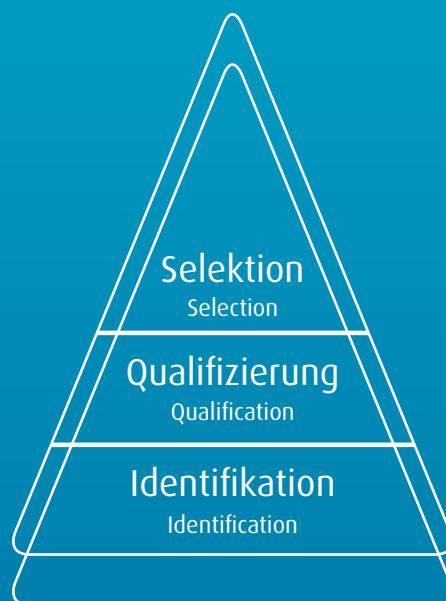 Selektion
Selection
Qualifizierung
Qualification
Identifikation
Identification